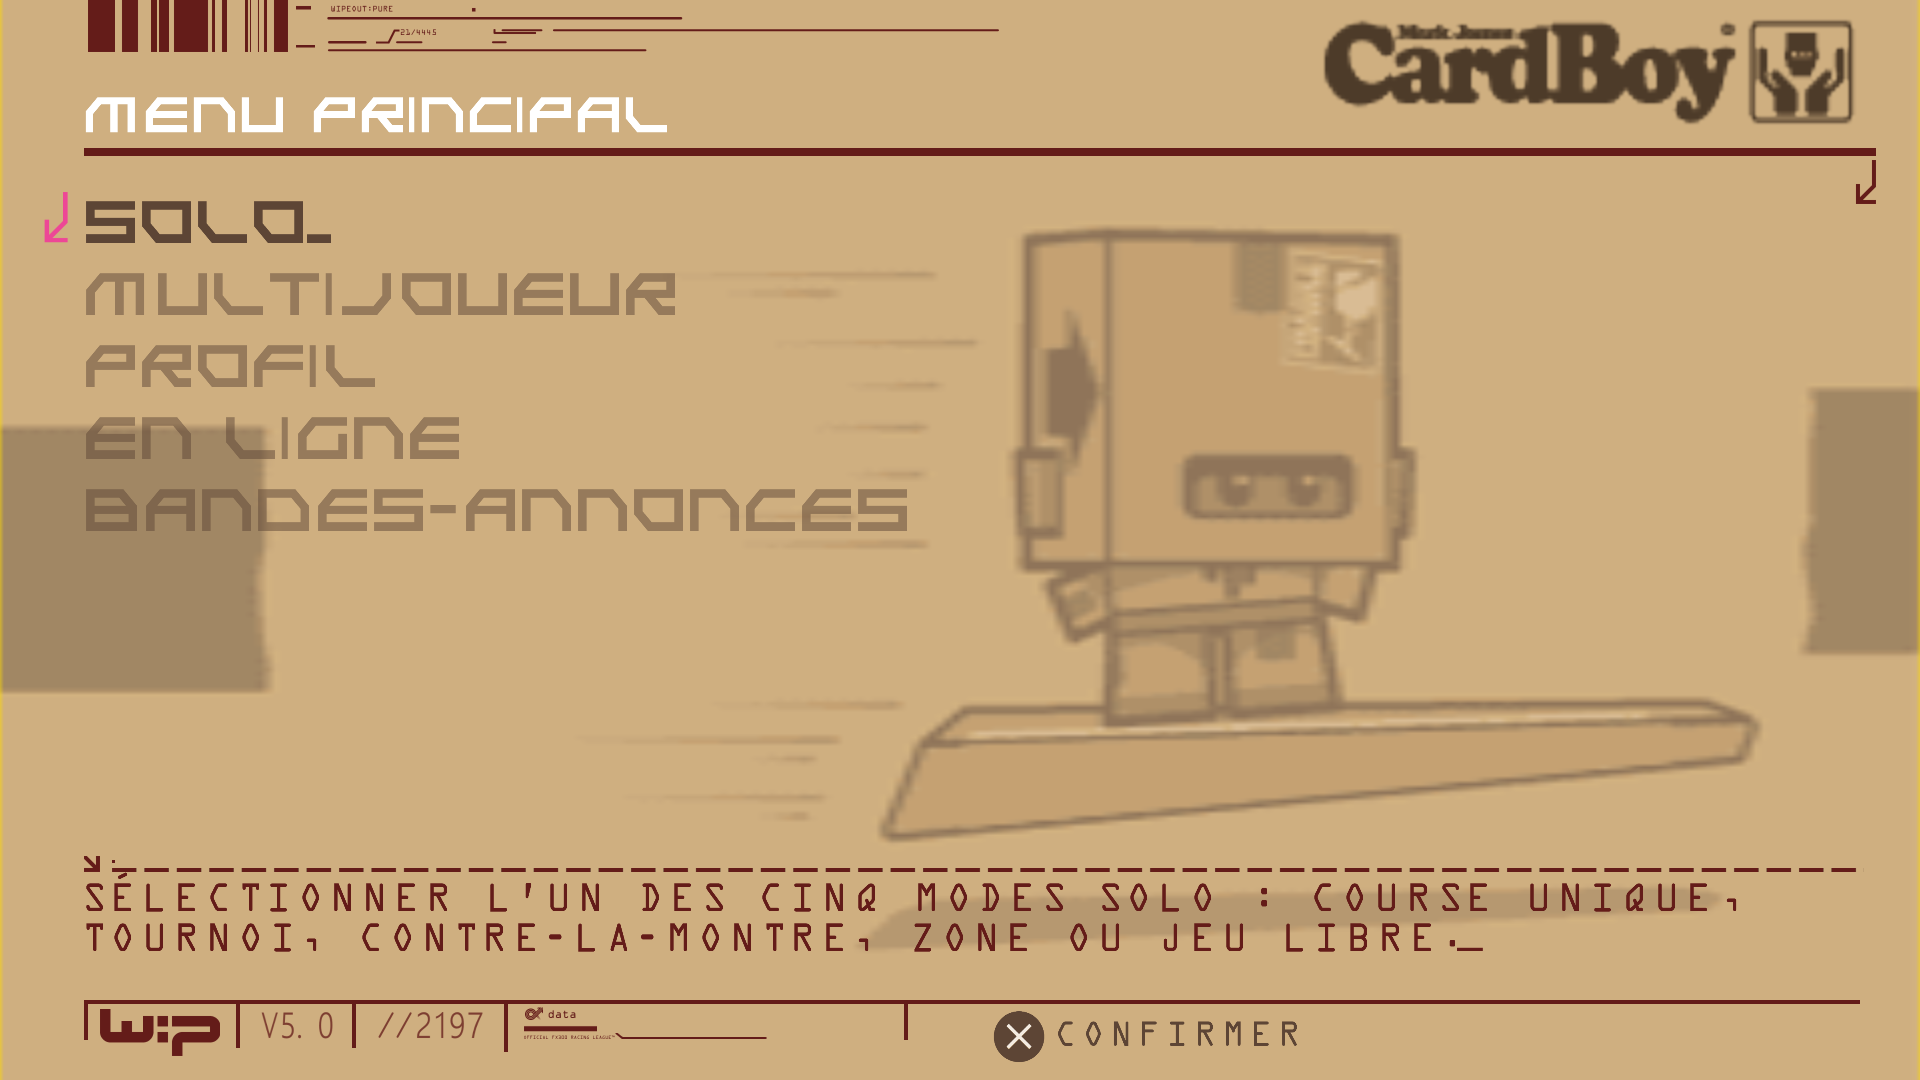 WIPEOUT:PURE
21/4445
Mark James
CardBoy
MENU PRINCIPAL
SOLO_
MULTIJOUEUR
PROFIL
EN LIGNE
BANDES-ANNONCES
SÉLECTIONNER L'UN DES CINQ MODES SOLO : COURSE UNIQUE,
TOURNOI, CONTRE-LA-MONTRE, ZONE OU JEU LIBRE._
wip V5.0 //2197 data
OFFICIAL FX300 RACING LEAGUE
CONFIRMER